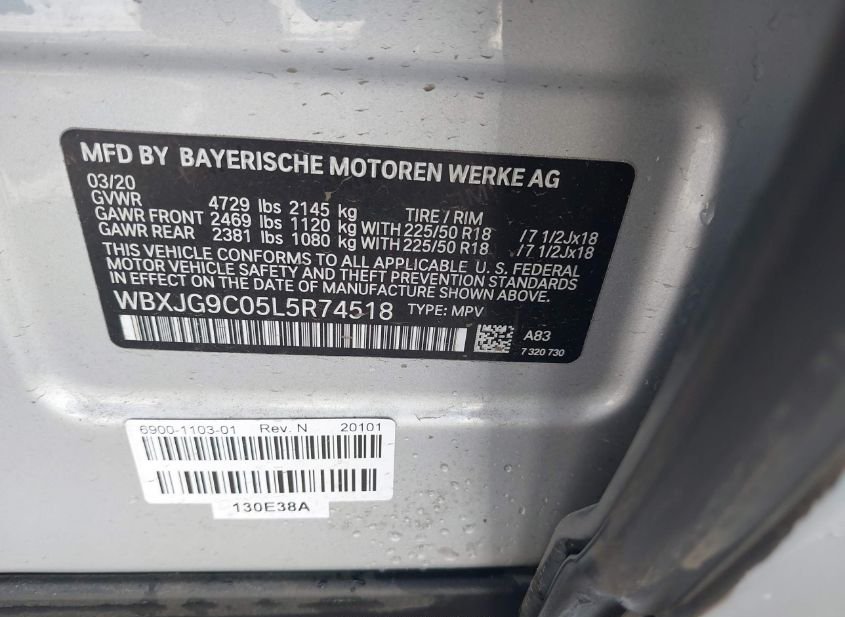 MFD BY BAYERISCHE MOTOREN WERKE AG
03/20
GVWR 4729 lbs 2145 kg TIRE / RIM
GAWR FRONT 2469 lbs 1120 kg WITH 225/50 R18 /7 1/2Jx18
GAWR REAR 2381 lbs 1080 kg WITH 225/50 R18 /7 1/2Jx18
THIS VEHICLE CONFORMS TO ALL APPLICABLE U. S. FEDERAL
MOTOR VEHICLE SAFETY AND THEFT PREVENTION STANDARDS
IN EFFECT ON THE DATE OF MANUFACTURE SHOWN ABOVE.
WBXJG9C05L5R74518 TYPE: MPV
A83
7 320 730
6900-1103-01 Rev. N 20101
130E38A